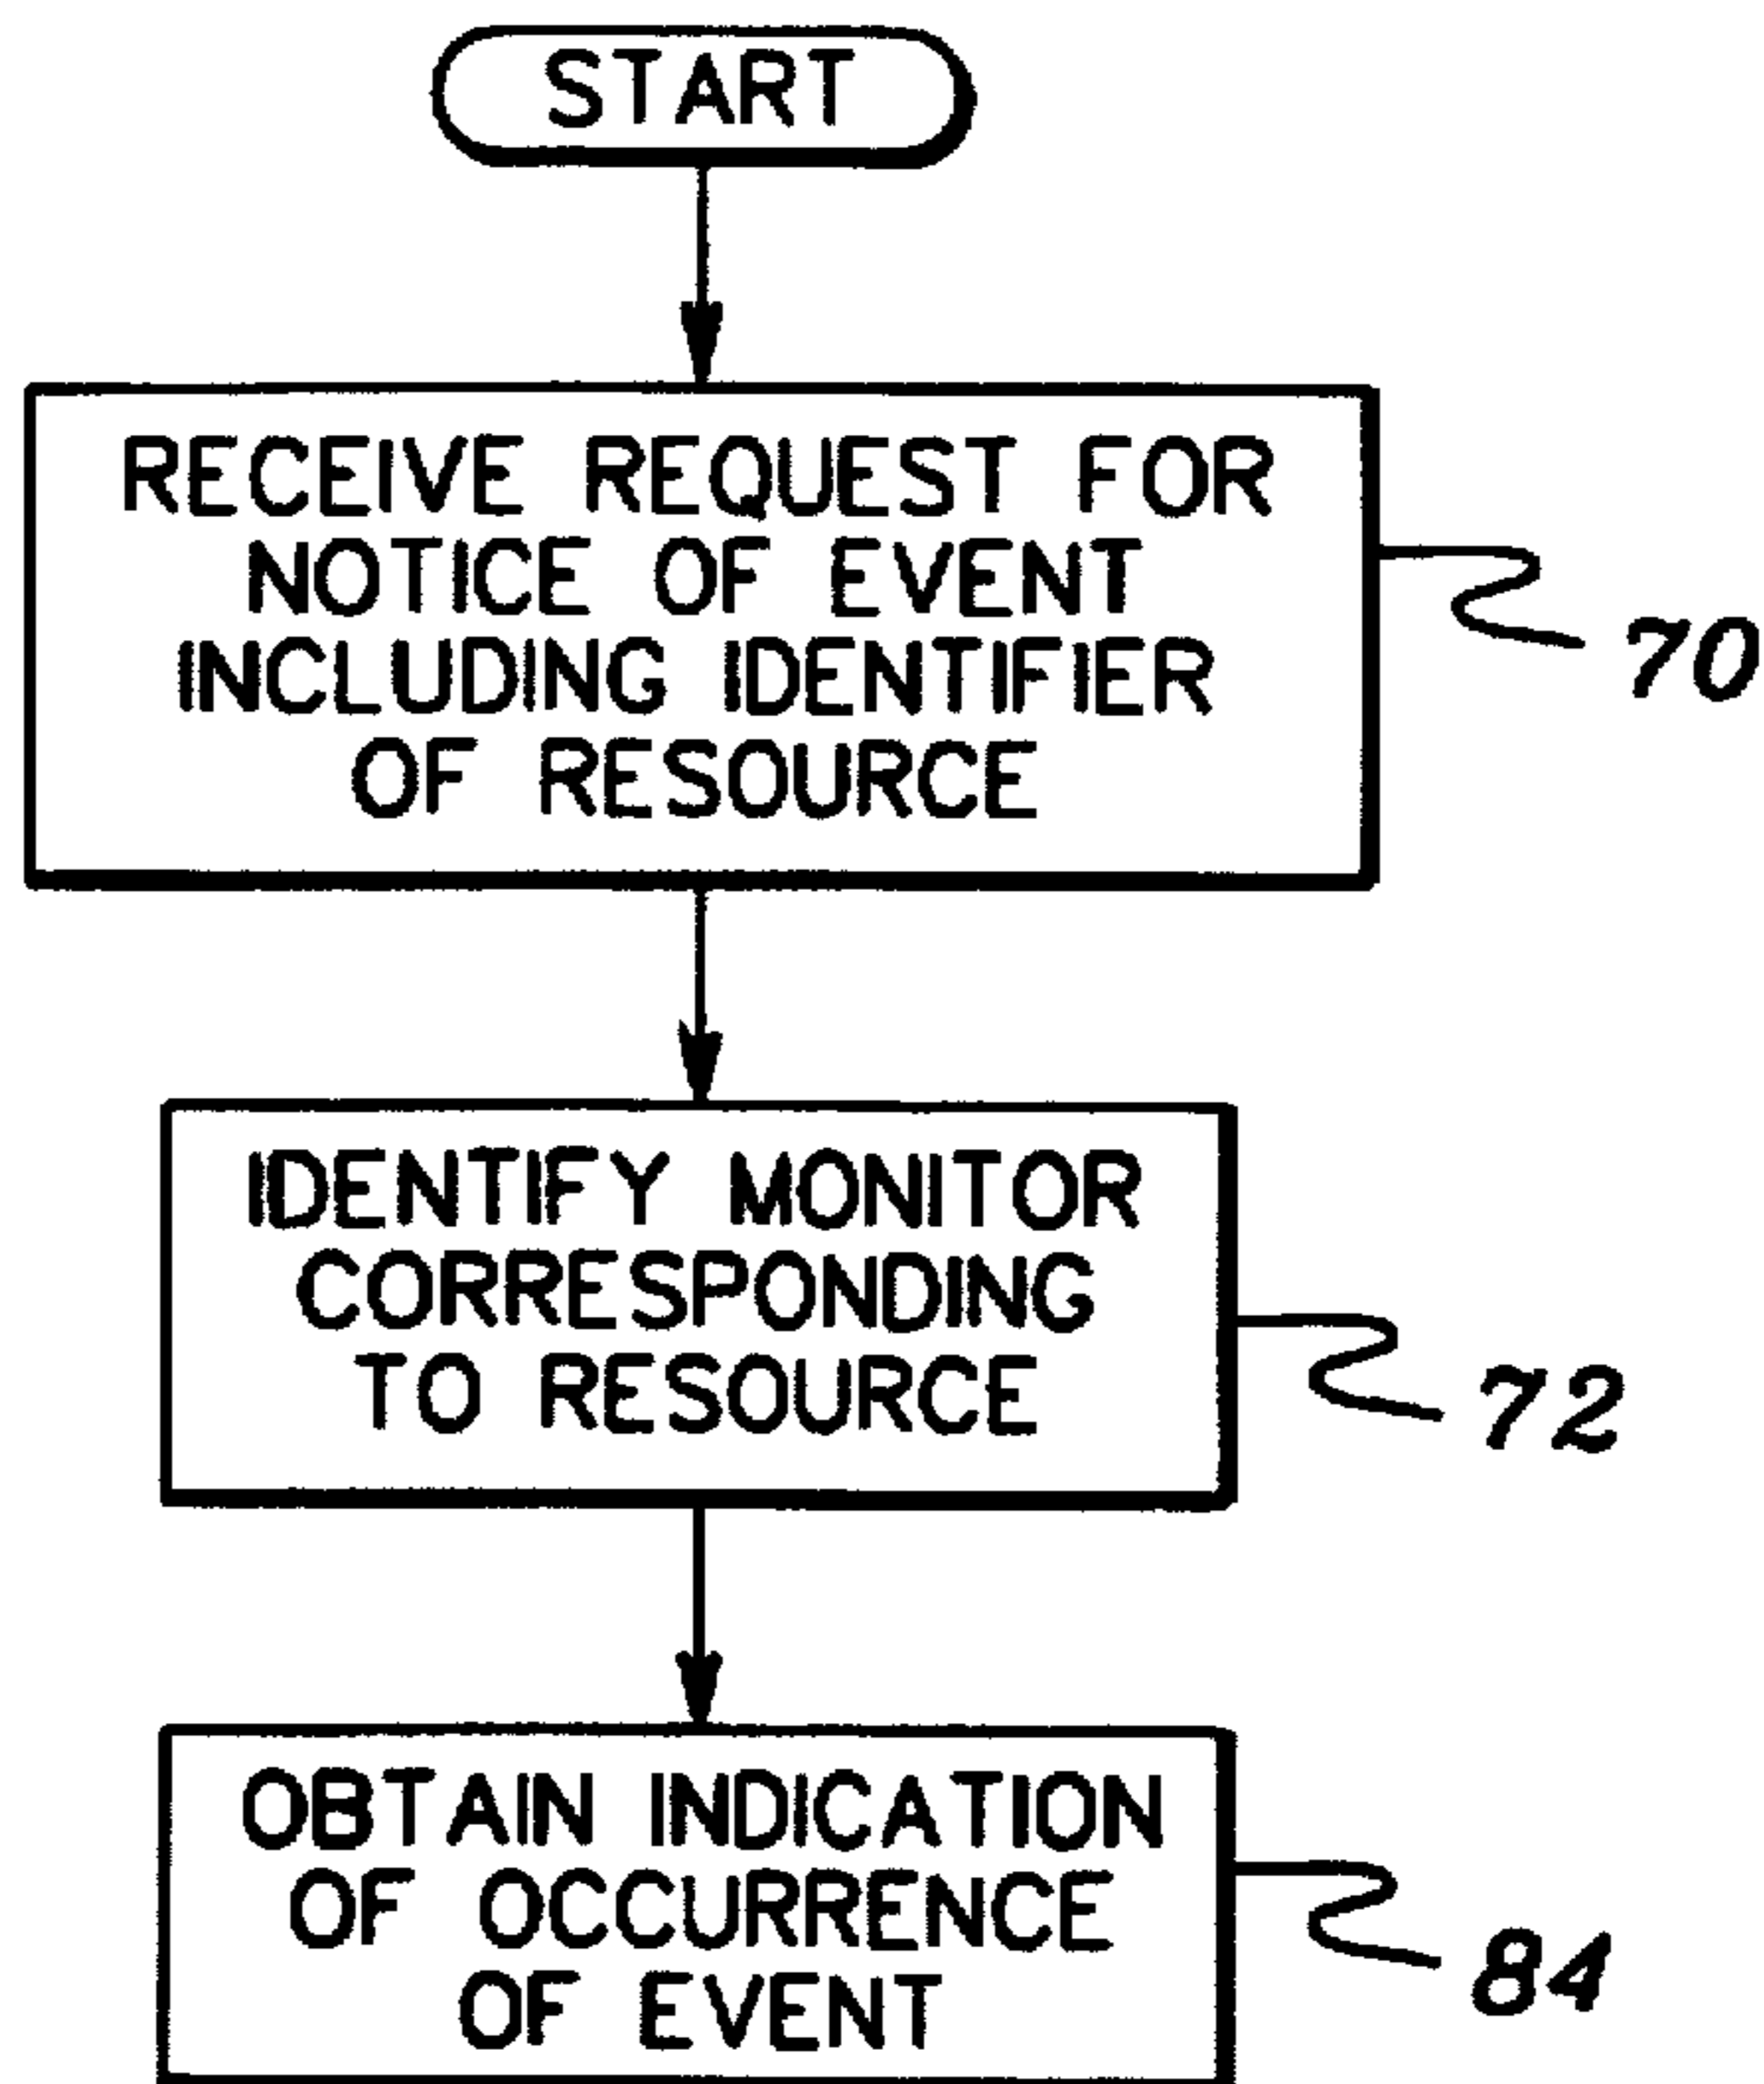 START
RECEIVE REQUEST FOR
NOTICE OF EVENT
INCLUDING IDENTIFIER
OF RESOURCE
70
IDENTIFY MONITOR
CORRESPONDING
TO RESOURCE
72
OBTAIN INDICATION
OF OCCURRENCE
OF EVENT
84